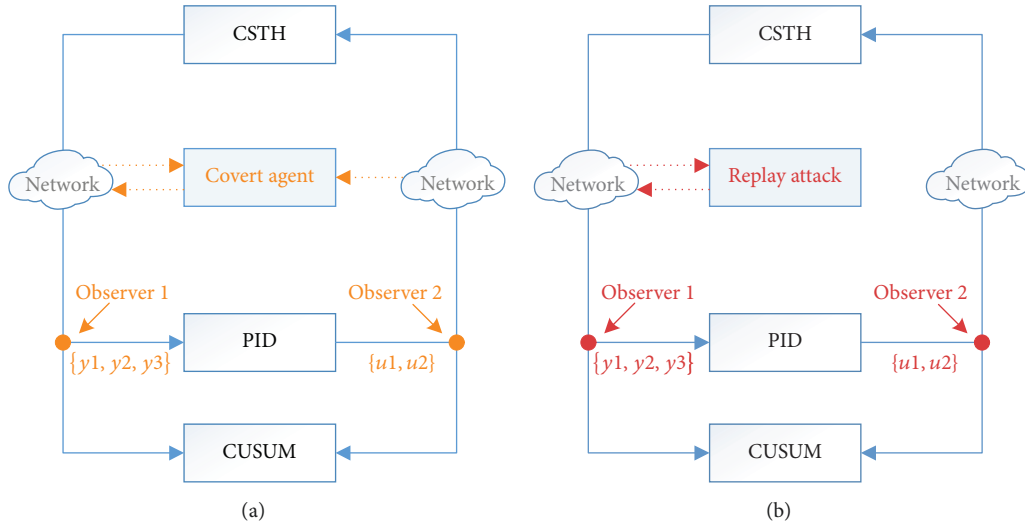 CSTH
Network
Covert agent
Network
Observer 1
Observer 2
PID
{y1, y2, y3}
{u1, u2}
CUSUM
(a)
CSTH
Network
Replay attack
Network
Observer 1
Observer 2
PID
{y1, y2, y3}
{u1, u2}
CUSUM
(b)